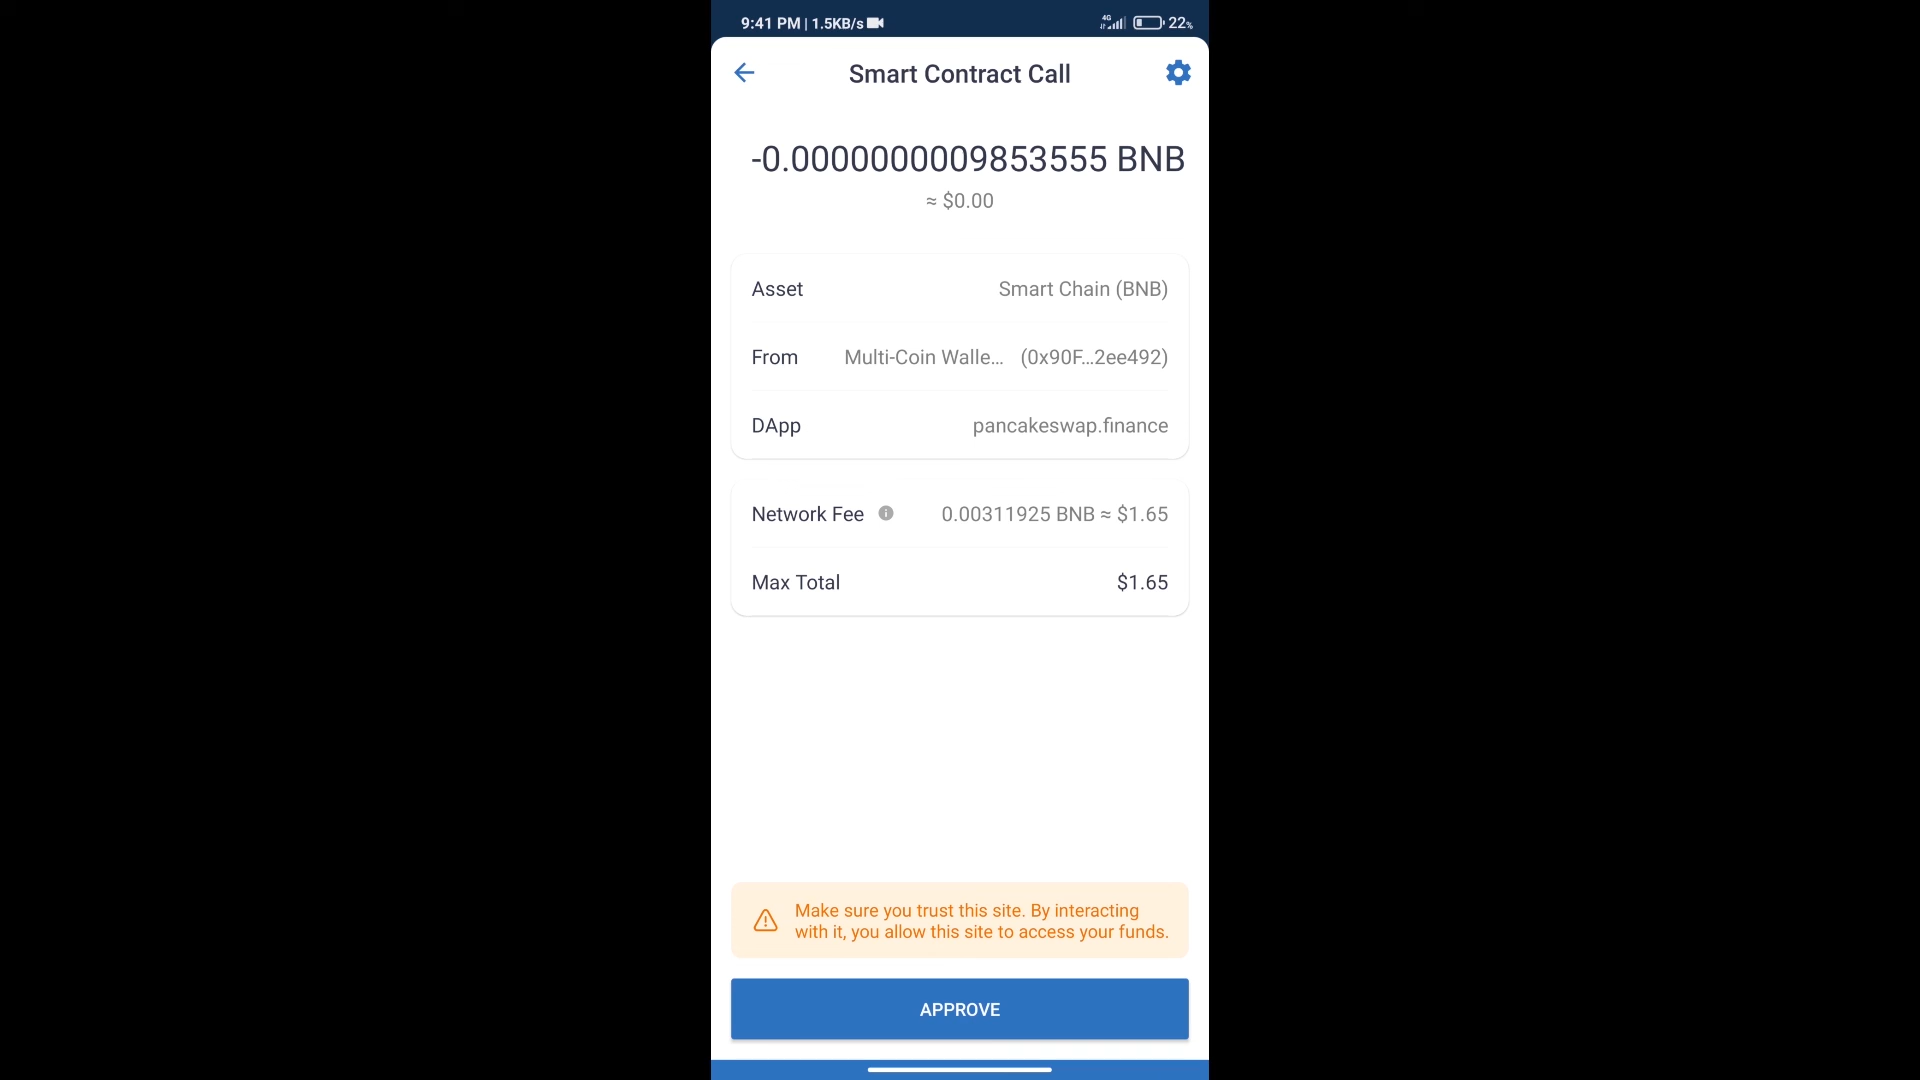 9:41 PM | 1.5KB/s 4G 22%
Smart Contract Call
-0.0000000009853555 BNB
≈ $0.00
Asset Smart Chain (BNB)
From Multi-Coin Walle... (0x90F...2ee492)
DApp pancakeswap.finance
Network Fee 0.00311925 BNB ≈ $1.65
Max Total $1.65
Make sure you trust this site. By interacting
with it, you allow this site to access your funds.
APPROVE